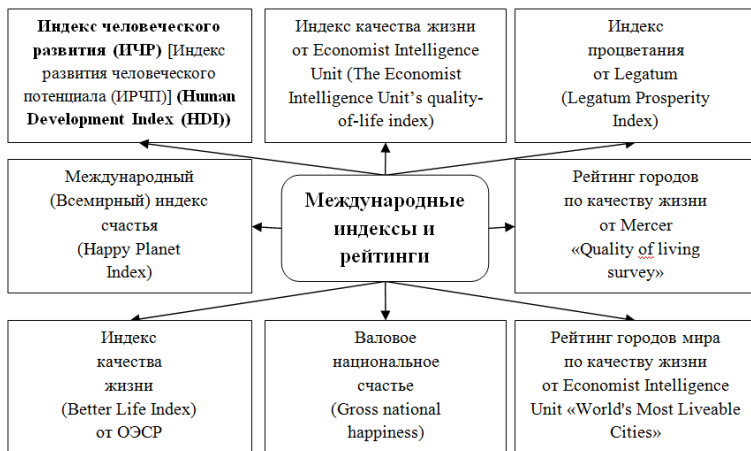 Индекс человеческого
развития (ИЧР) [Индекс
развития человеческого
потенциала (ИРЧП)] (Human
Development Index (HDI))
Индекс качества жизни
от Economist Intelligence
Unit (The Economist
Intelligence Unit’s quality-
of-life index)
Индекс
процветания
от Legatum
(Legatum Prosperity
Index)
Международный
(Всемирный) индекс
счастья
(Happy Planet
Index)
Международные
индексы и
рейтинги
Рейтинг городов
по качеству жизни
от Mercer
«Quality of living
survey»
Индекс
качества
жизни
(Better Life Index)
от ОЭСР
Валовое
национальное
счастье
(Gross national
happiness)
Рейтинг городов мира
по качеству жизни
от Economist Intelligence
Unit «World's Most Liveable
Cities»